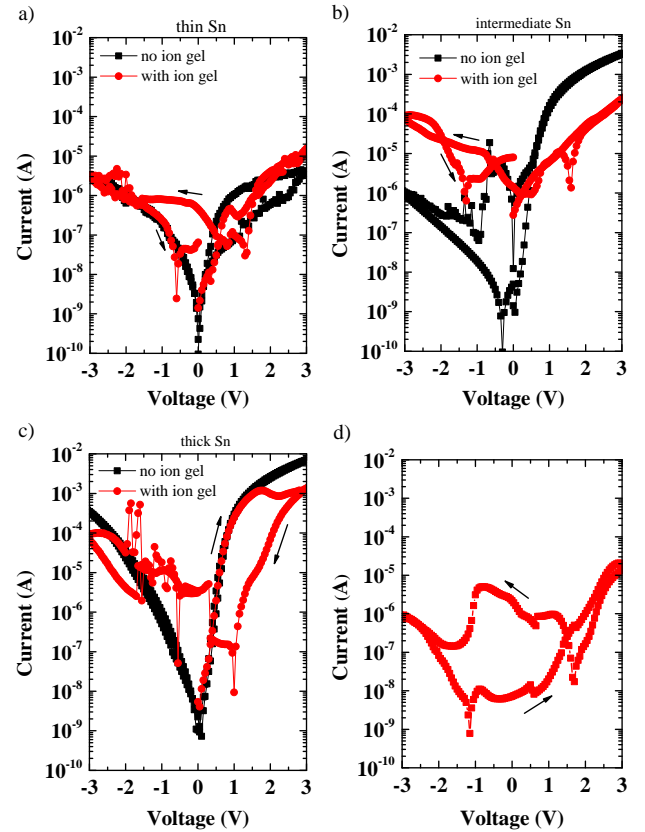 a)
thin Sn
no ion gel
with ion gel
10⁻²
10⁻³
10⁻⁴
10⁻⁵
10⁻⁶
10⁻⁷
10⁻⁸
10⁻⁹
10⁻¹⁰
Current (A)
-3 -2 -1 0 1 2 3
Voltage (V)
b)
intermediate Sn
no ion gel
with ion gel
10⁻²
10⁻³
10⁻⁴
10⁻⁵
10⁻⁶
10⁻⁷
10⁻⁸
10⁻⁹
10⁻¹⁰
Current (A)
-3 -2 -1 0 1 2 3
Voltage (V)
c)
thick Sn
no ion gel
with ion gel
10⁻²
10⁻³
10⁻⁴
10⁻⁵
10⁻⁶
10⁻⁷
10⁻⁸
10⁻⁹
10⁻¹⁰
Current (A)
-3 -2 -1 0 1 2 3
Voltage (V)
d)
10⁻²
10⁻³
10⁻⁴
10⁻⁵
10⁻⁶
10⁻⁷
10⁻⁸
10⁻⁹
10⁻¹⁰
Current (A)
-3 -2 -1 0 1 2 3
Voltage (V)